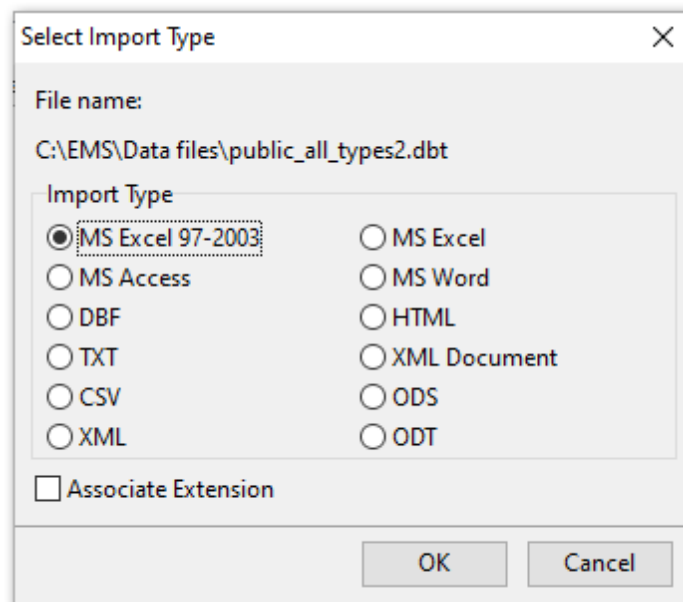 Select Import Type
File name:
C:\EMS\Data files\public_all_types2.dbt
Import Type
MS Excel 97-2003 MS Excel
MS Access MS Word
DBF HTML
TXT XML Document
CSV ODS
XML ODT
Associate Extension
OK Cancel